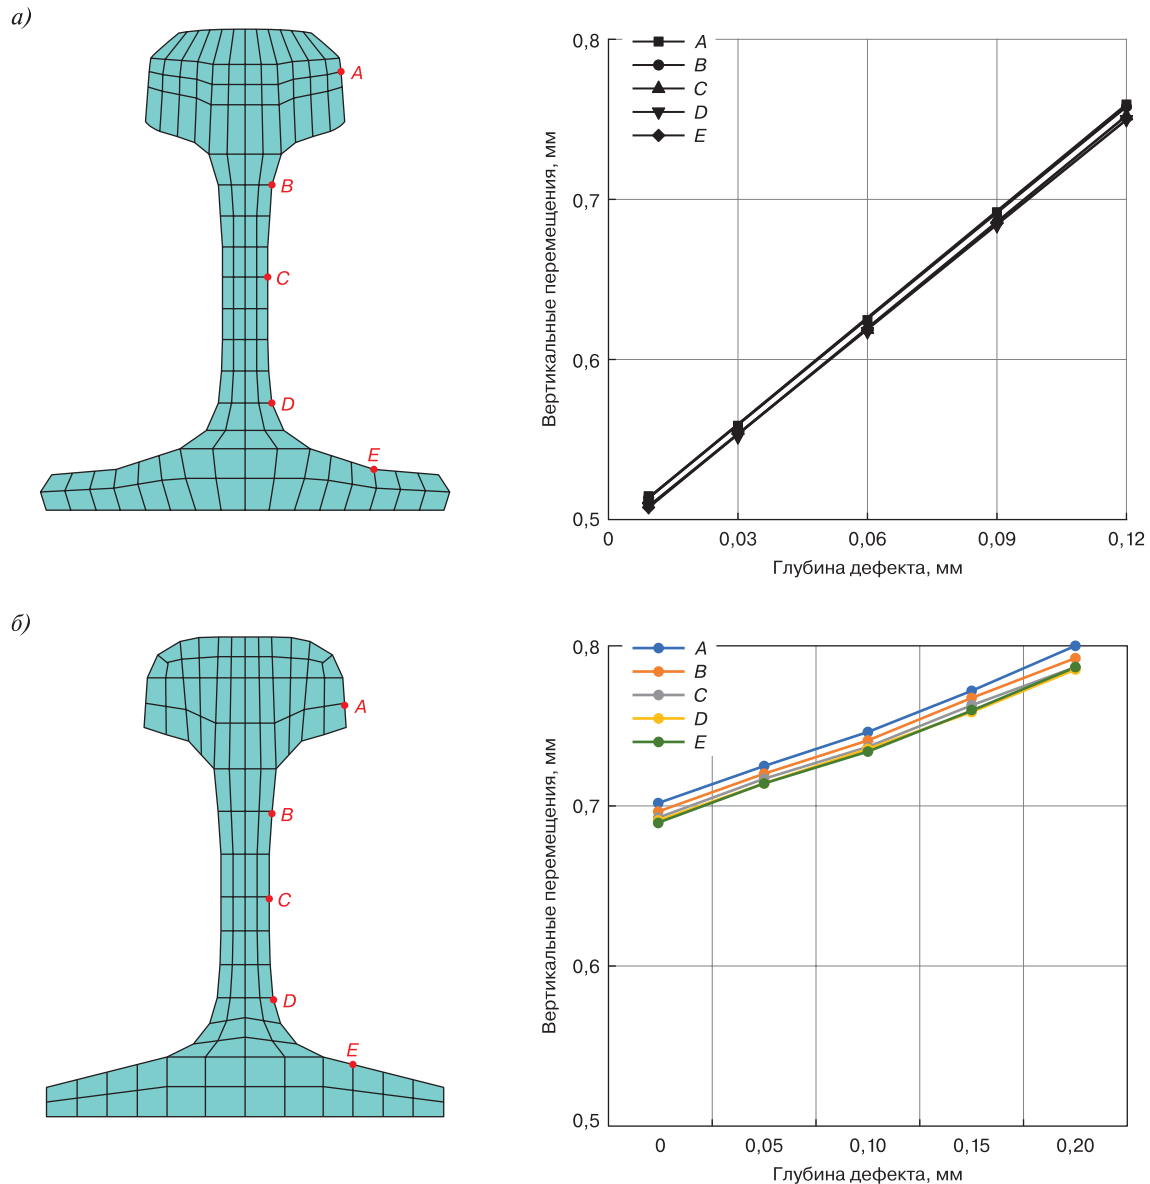 а)
A
B
C
D
E
A
B
C
D
E
Вертикальные перемещения, мм
0,8
0,7
0,6
0,5
0
0,03
0,06
0,09
0,12
Глубина дефекта, мм
б)
A
B
C
D
E
A
B
C
D
E
Вертикальные перемещения, мм
0,8
0,7
0,6
0,5
0
0,05
0,10
0,15
0,20
Глубина дефекта, мм